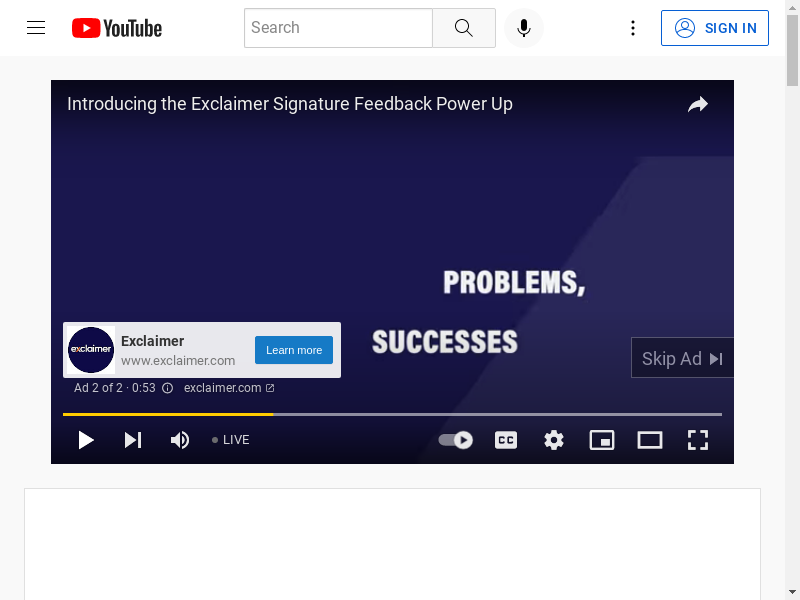 YouTube
Search
SIGN IN
Introducing the Exclaimer Signature Feedback Power Up
PROBLEMS,
SUCCESSES
exclaimer
Exclaimer
www.exclaimer.com
Learn more
Skip Ad
Ad 2 of 2 · 0:53
exclaimer.com
LIVE
CC